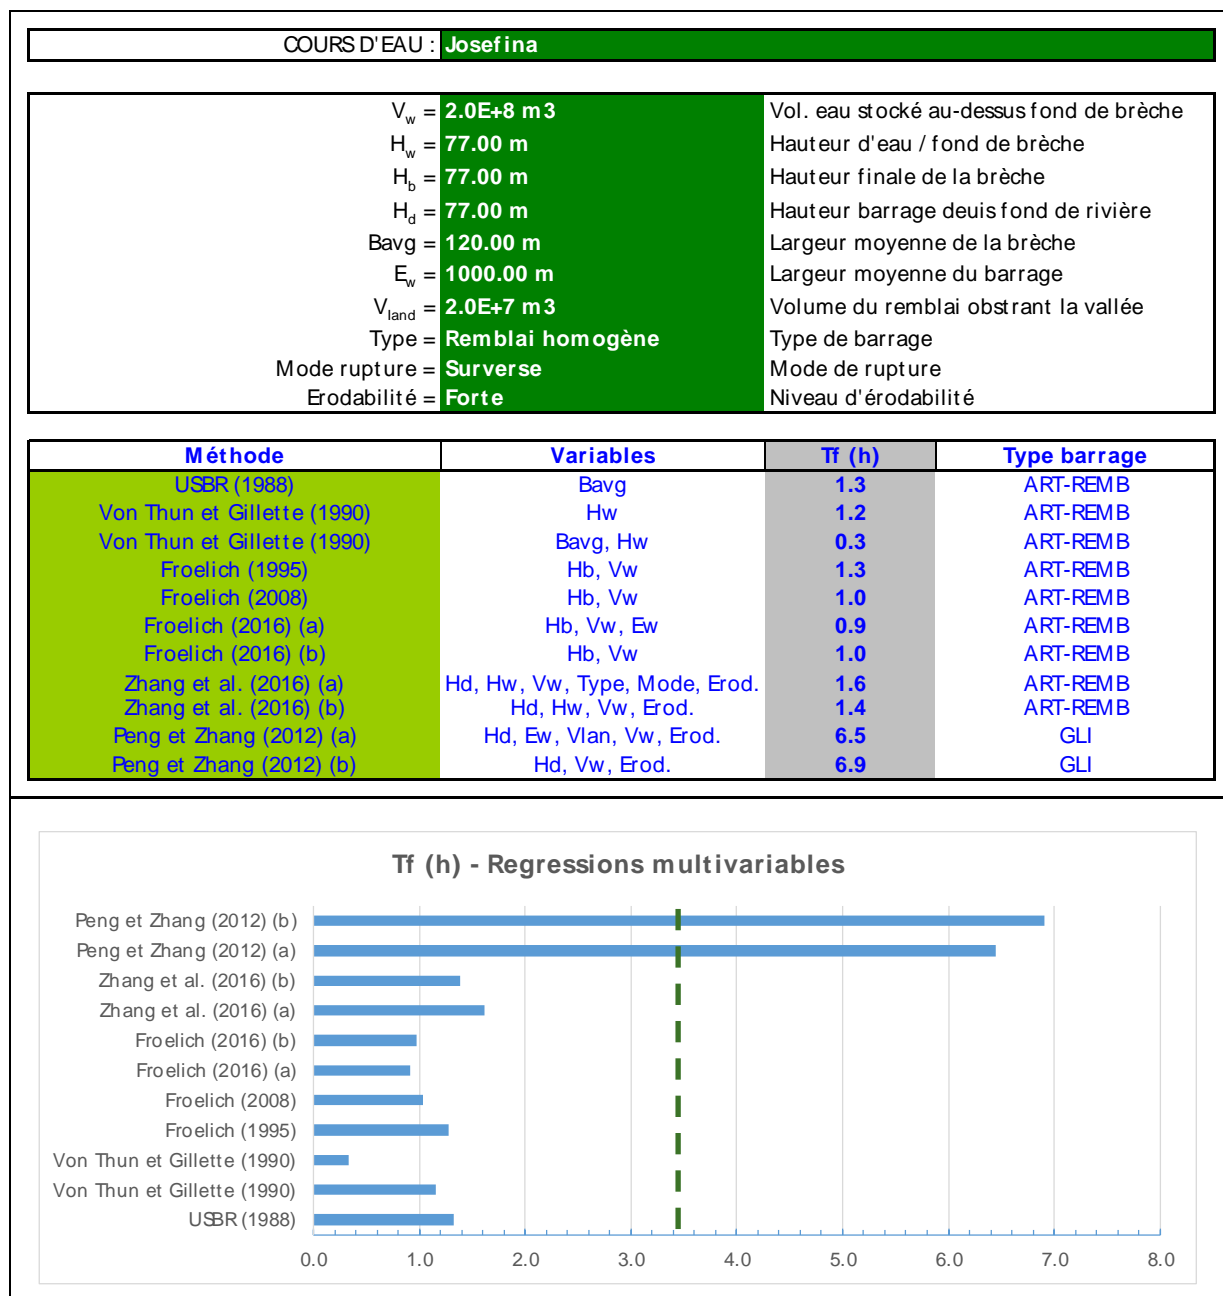 COURS D'EAU : Josefina
V_w = 2.0E+8 m3 Vol. eau stocké au-dessus fond de brèche
H_w = 77.00 m Hauteur d'eau / fond de brèche
H_b = 77.00 m Hauteur finale de la brèche
H_d = 77.00 m Hauteur barrage deuis fond de rivière
Bavg = 120.00 m Largeur moyenne de la brèche
E_w = 1000.00 m Largeur moyenne du barrage
V_land = 2.0E+7 m3 Volume du remblai obstrant la vallée
Type = Remblai homogène Type de barrage
Mode rupture = Surverse Mode de rupture
Erodabilité = Forte Niveau d'érodabilité
Méthode Variables Tf (h) Type barrage
USBR (1988) Bavg 1.3 ART-REMB
Von Thun et Gillette (1990) Hw 1.2 ART-REMB
Von Thun et Gillette (1990) Bavg, Hw 0.3 ART-REMB
Froelich (1995) Hb, Vw 1.3 ART-REMB
Froelich (2008) Hb, Vw 1.0 ART-REMB
Froelich (2016) (a) Hb, Vw, Ew 0.9 ART-REMB
Froelich (2016) (b) Hb, Vw 1.0 ART-REMB
Zhang et al. (2016) (a) Hd, Hw, Vw, Type, Mode, Erod. 1.6 ART-REMB
Zhang et al. (2016) (b) Hd, Hw, Vw, Erod. 1.4 ART-REMB
Peng et Zhang (2012) (a) Hd, Ew, Vlan, Vw, Erod. 6.5 GLI
Peng et Zhang (2012) (b) Hd, Vw, Erod. 6.9 GLI
Tf (h) - Regressions multivariables
Peng et Zhang (2012) (b)
Peng et Zhang (2012) (a)
Zhang et al. (2016) (b)
Zhang et al. (2016) (a)
Froelich (2016) (b)
Froelich (2016) (a)
Froelich (2008)
Froelich (1995)
Von Thun et Gillette (1990)
Von Thun et Gillette (1990)
USBR (1988)
0.0 1.0 2.0 3.0 4.0 5.0 6.0 7.0 8.0